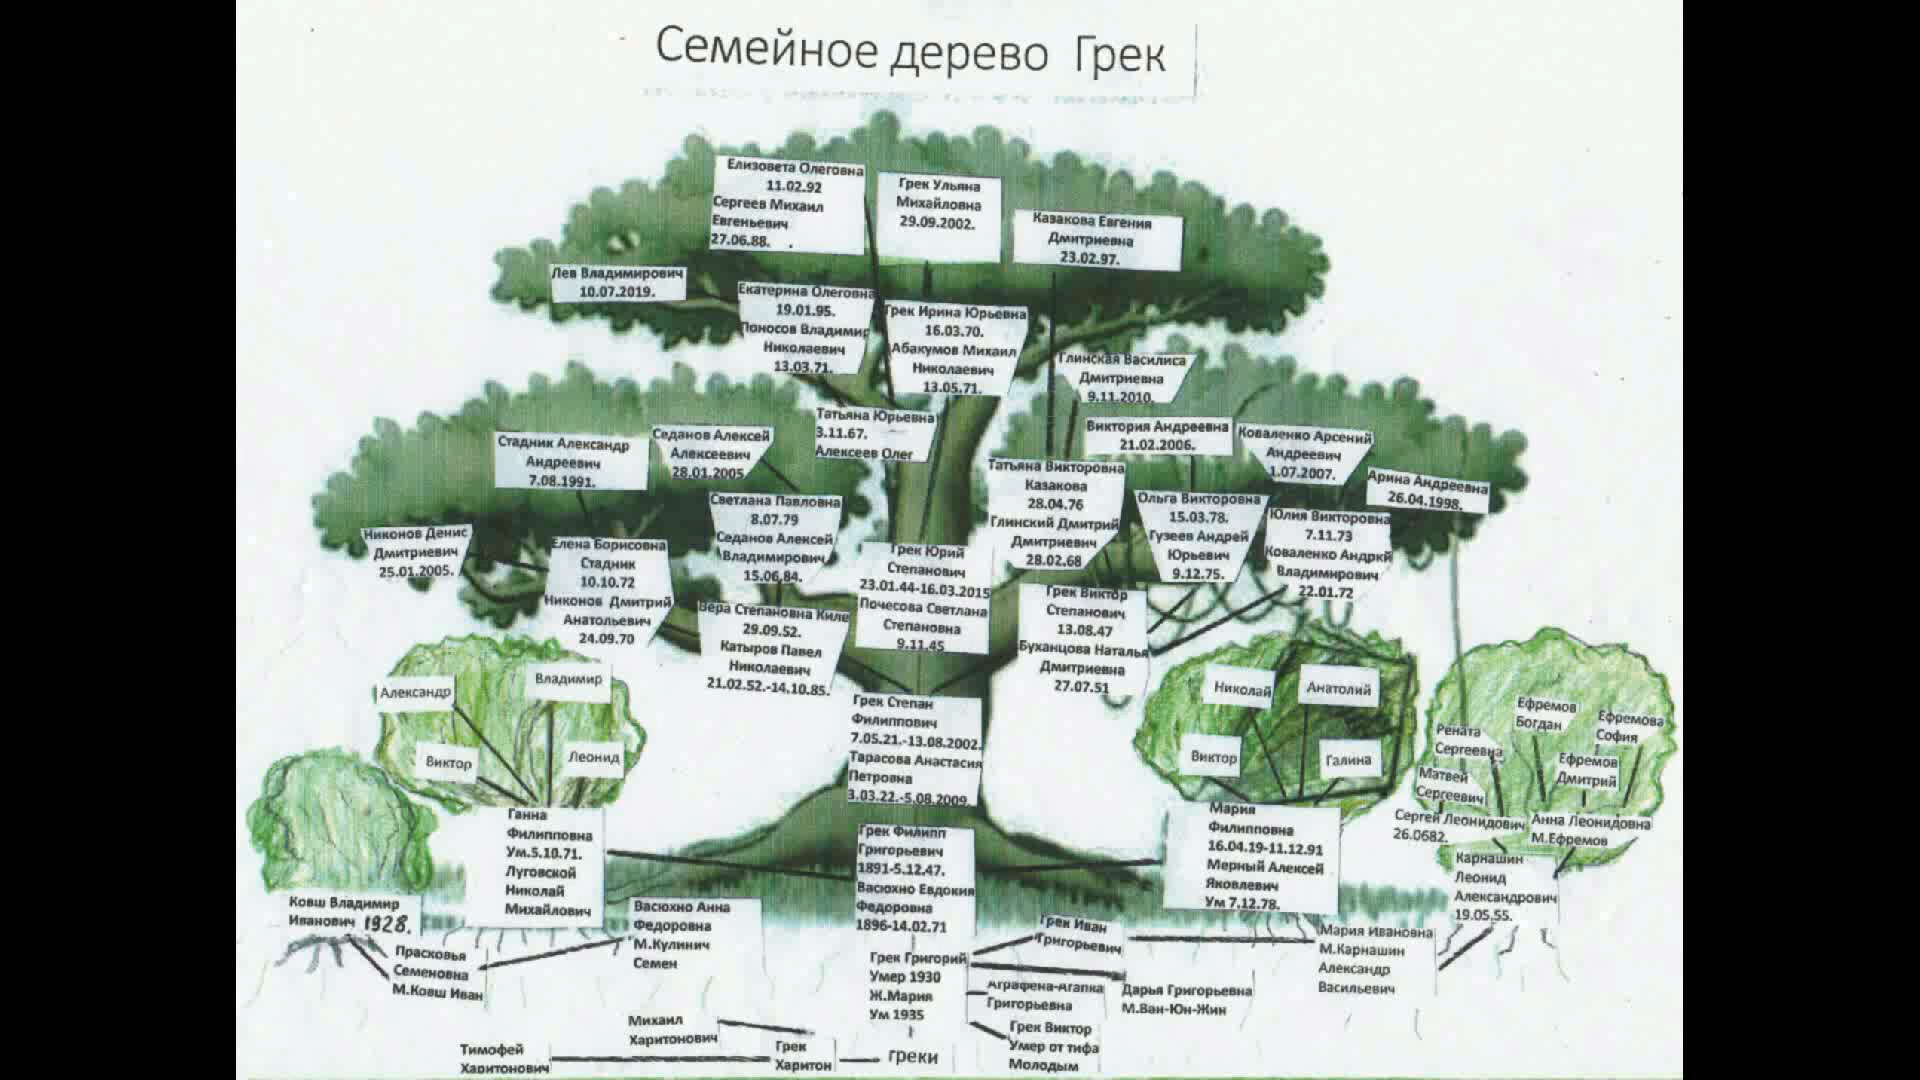 Семейное дерево Грек
Елизовета Олеговна
11.02.92
Сергеев Михаил
Евгеньевич
27.06.88.
Грек Ульяна
Михайловна
29.09.2002.
Казакова Евгения
Дмитриевна
23.02.97.
Лев Владимирович
10.07.2019.
Екатерина Олеговна
19.01.95.
Поносов Владимир
Николаевич
13.03.71.
Грек Ирина Юрьевна
16.03.70.
Абакумов Михаил
Николаевич
13.05.71.
Глинская Василиса
Дмитриевна
9.11.2010.
Татьяна Юрьевна
3.11.67.
Алексеев Олег
Стадник Александр
Андреевич
7.08.1991.
Седанов Алексей
Алексеевич
28.01.2005
Виктория Андреевна
21.02.2006.
Коваленко Арсений
Андреевич
1.07.2007.
Арина Андреевна
26.04.1998.
Никонов Денис
Дмитриевич
25.01.2005.
Елена Борисовна
Стадник
10.10.72
Никонов Дмитрий
Анатольевич
24.09.70
Светлана Павловна
8.07.79
Седанов Алексей
Владимирович
15.06.84.
Грек Юрий
Степанович
23.01.44-16.03.2015
Почесова Светлана
Степановна
9.11.45
Татьяна Викторовна
Казакова
28.04.76
Глинский Дмитрий
Дмитриевич
28.02.68
Ольга Викторовна
15.03.78.
Гузеев Андрей
Юрьевич
9.12.75.
Юлия Викторовна
7.11.73
Коваленко Андркй
Владимирович
22.01.72
Вера Степановна Киле
29.09.52.
Катыров Павел
Николаевич
21.02.52.-14.10.85.
Грек Виктор
Степанович
13.08.47
Буханцова Наталья
Дмитриевна
27.07.51
Александр
Владимир
Виктор
Леонид
Грек Степан
Филиппович
7.05.21.-13.08.2002.
Тарасова Анастасия
Петровна
3.03.22.-5.08.2009.
Николай
Анатолий
Виктор
Галина
Рената
Сергеевна
Ефремов
Богдан
Ефремова
София
Матвей
Сергеевич
Ефремов
Дмитрий
Сергей Леонидович
26.0682.
Анна Леонидовна
М.Ефремов
Ганна
Филипповна
Ум.5.10.71.
Луговской
Николай
Михайлович
Грек Филипп
Григорьевич
1891-5.12.47.
Васюхно Евдокия
Федоровна
1896-14.02.71
Мария
Филипповна
16.04.19-11.12.91
Мерный Алексей
Яковлевич
Ум 7.12.78.
Карнашин
Леонид
Александрович
19.05.55.
Ковш Владимир
Иванович 1928.
Прасковья
Семеновна
М.Ковш Иван
Васюхно Анна
Федоровна
М.Кулинич
Семен
Грек Григорий
Умер 1930
Ж.Мария
Ум 1935
Грек Иван
Григорьевич
Мария Ивановна
М.Карнашин
Александр
Васильевич
Аграфена-Агапка
Григорьевна
Дарья Григорьевна
М.Ван-Юн-Жин
Грек Виктор
Умер от тифа
Молодым
Михаил
Харитонович
Тимофей
Харитонович
Грек
Харитон
греки